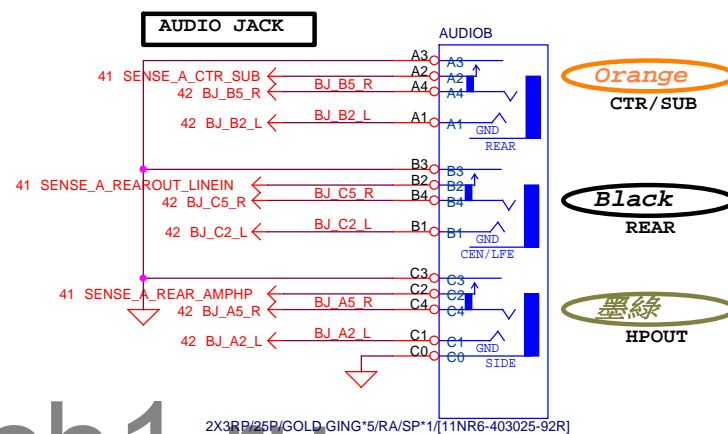 AUDIO JACK
AUDIOB
A3 A3
41 SENSE_A_CTR_SUB A2 A2
42 BJ_B5_R BJ_B5_R A4 A4
42 BJ_B2_L BJ_B2_L A1 A1
GND
REAR
Orange
CTR/SUB
B3 B3
41 SENSE_A_REAROUT_LINEIN B2 B2
42 BJ_C5_R BJ_C5_R B4 B4
42 BJ_C2_L BJ_C2_L B1 B1
GND
CEN/LFE
Black
REAR
C3 C3
41 SENSE_A_REAR_AMPHP C2 C2
42 BJ_A5_R BJ_A5_R C4 C4
42 BJ_A2_L BJ_A2_L C1 C1
GND
C0 C0
SIDE
墨綠
HPOUT
2X3RP/25P/GOLD GING*5/RA/SP*1/[11NR6-403025-92R]